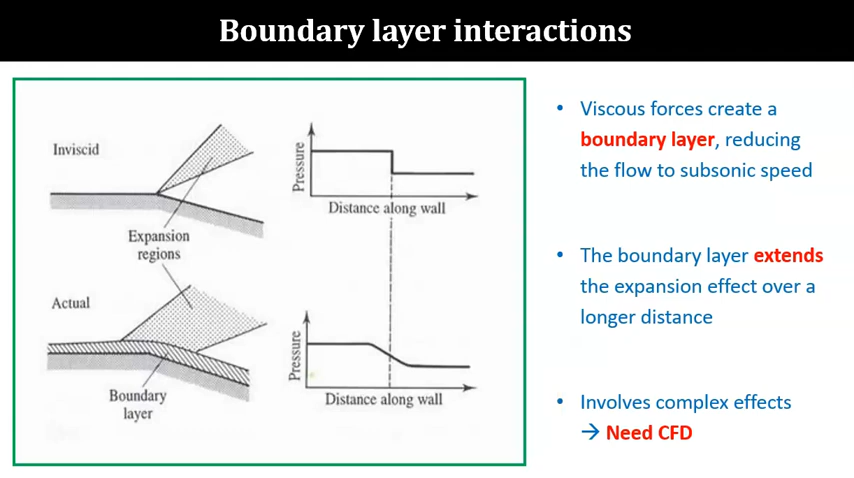 Boundary layer interactions
Inviscid
Expansion
regions
Pressure
Distance along wall
Actual
Boundary
layer
Pressure
Distance along wall
• Viscous forces create a
boundary layer, reducing
the flow to subsonic speed
• The boundary layer extends
the expansion effect over a
longer distance
• Involves complex effects
→ Need CFD